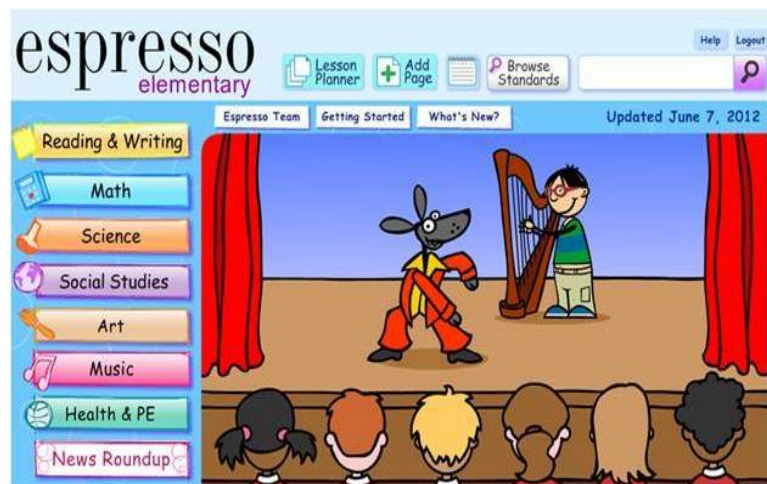 espresso
elementary
Help
Logout
Lesson
Planner
Add
Page
Browse
Standards
Espresso Team
Getting Started
What's New?
Updated June 7, 2012
Reading & Writing
Math
Science
Social Studies
Art
Music
Health & PE
News Roundup